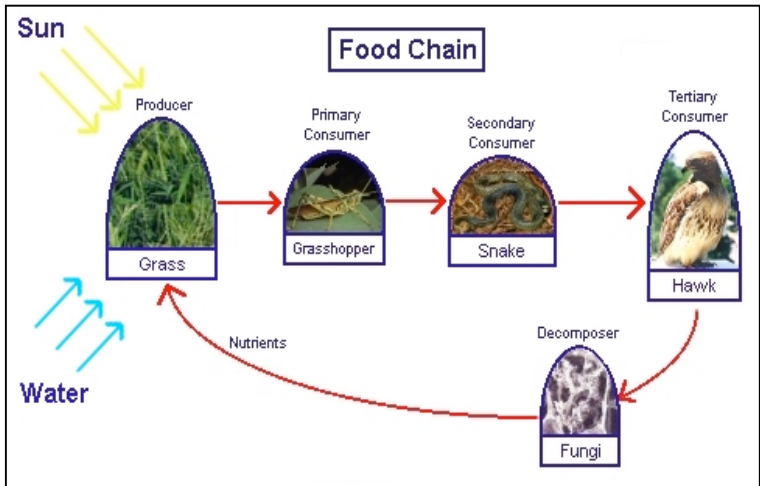 Sun
Food Chain
Producer
Primary
Consumer
Secondary
Consumer
Tertiary
Consumer
Grass
Grasshopper
Snake
Hawk
Nutrients
Decomposer
Water
Fungi